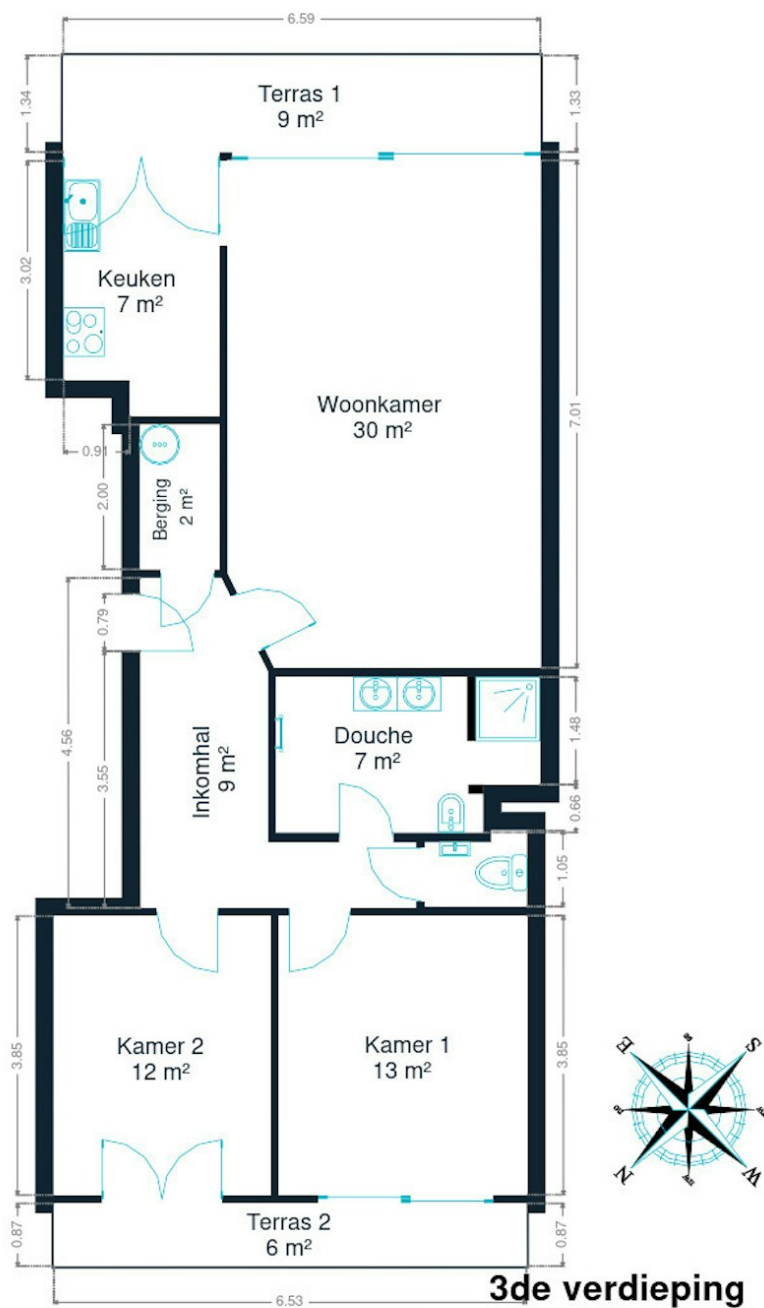 6.59
1.34
1.33
Terras 1
9 m²
3.02
Keuken
7 m²
Woonkamer
30 m²
7.01
0.91
2.00
Berging
2 m²
0.79
4.56
3.55
Inkomhal
9 m²
Douche
7 m²
1.48
0.66
1.05
3.85
Kamer 2
12 m²
Kamer 1
13 m²
3.85
E
S
N
W
0.87
Terras 2
6 m²
0.87
6.53
3de verdieping